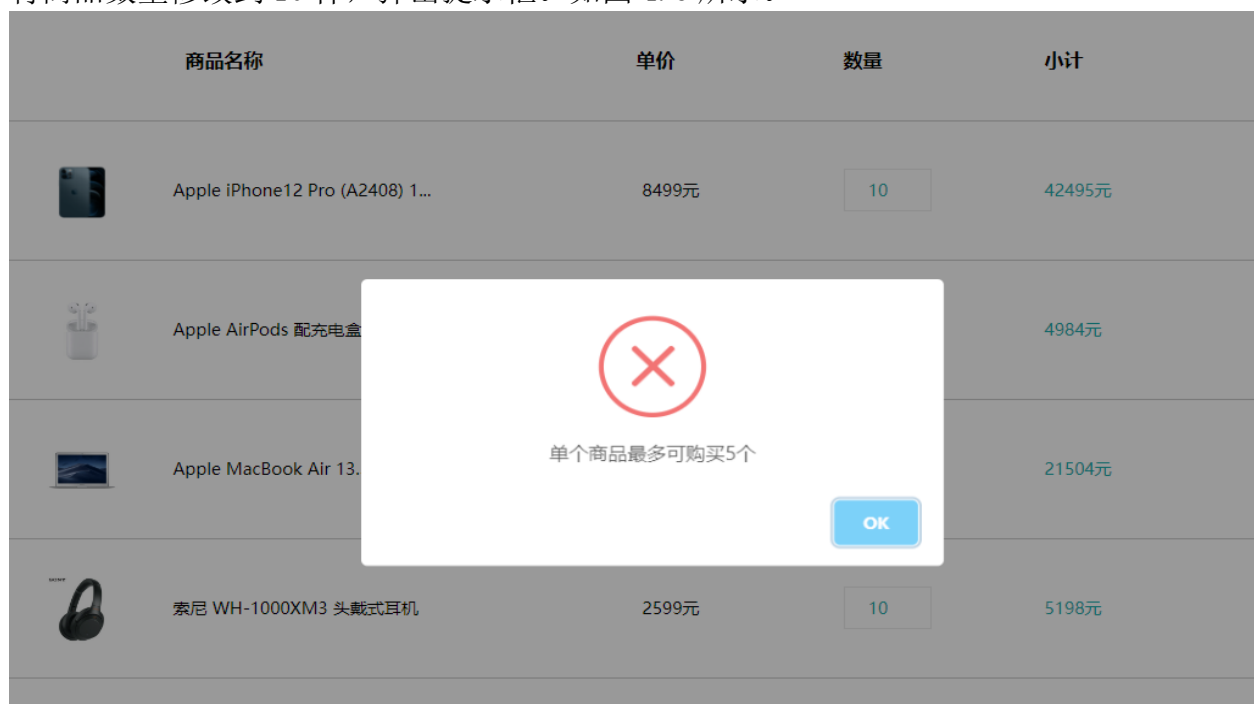 商品名称 单价 数量 小计
Apple iPhone12 Pro (A2408) 1... 8499元 10 42495元
Apple AirPods 配充电盒 4984元
单个商品最多可购买5个
Apple MacBook Air 13. 21504元
OK
索尼 WH-1000XM3 头戴式耳机 2599元 10 5198元